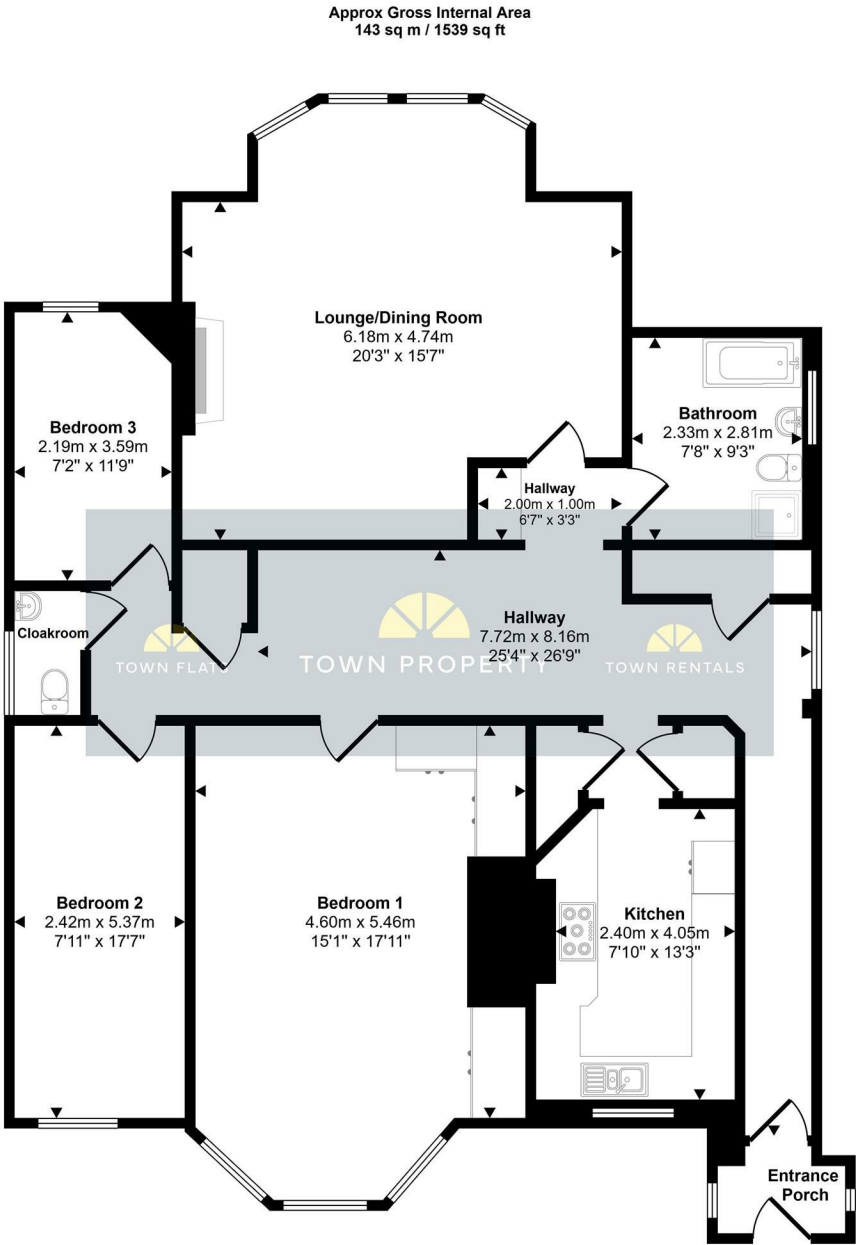 Approx Gross Internal Area
143 sq m / 1539 sq ft
Lounge/Dining Room
6.18m x 4.74m
20'3" x 15'7"
Bedroom 3
2.19m x 3.59m
7'2" x 11'9"
Bathroom
2.33m x 2.81m
7'8" x 9'3"
Hallway
2.00m x 1.00m
6'7" x 3'3"
Cloakroom
Hallway
7.72m x 8.16m
25'4" x 26'9"
TOWN FLATS
TOWN PROPERTY
TOWN RENTALS
Bedroom 2
2.42m x 5.37m
7'11" x 17'7"
Bedroom 1
4.60m x 5.46m
15'1" x 17'11"
Kitchen
2.40m x 4.05m
7'10" x 13'3"
Entrance
Porch